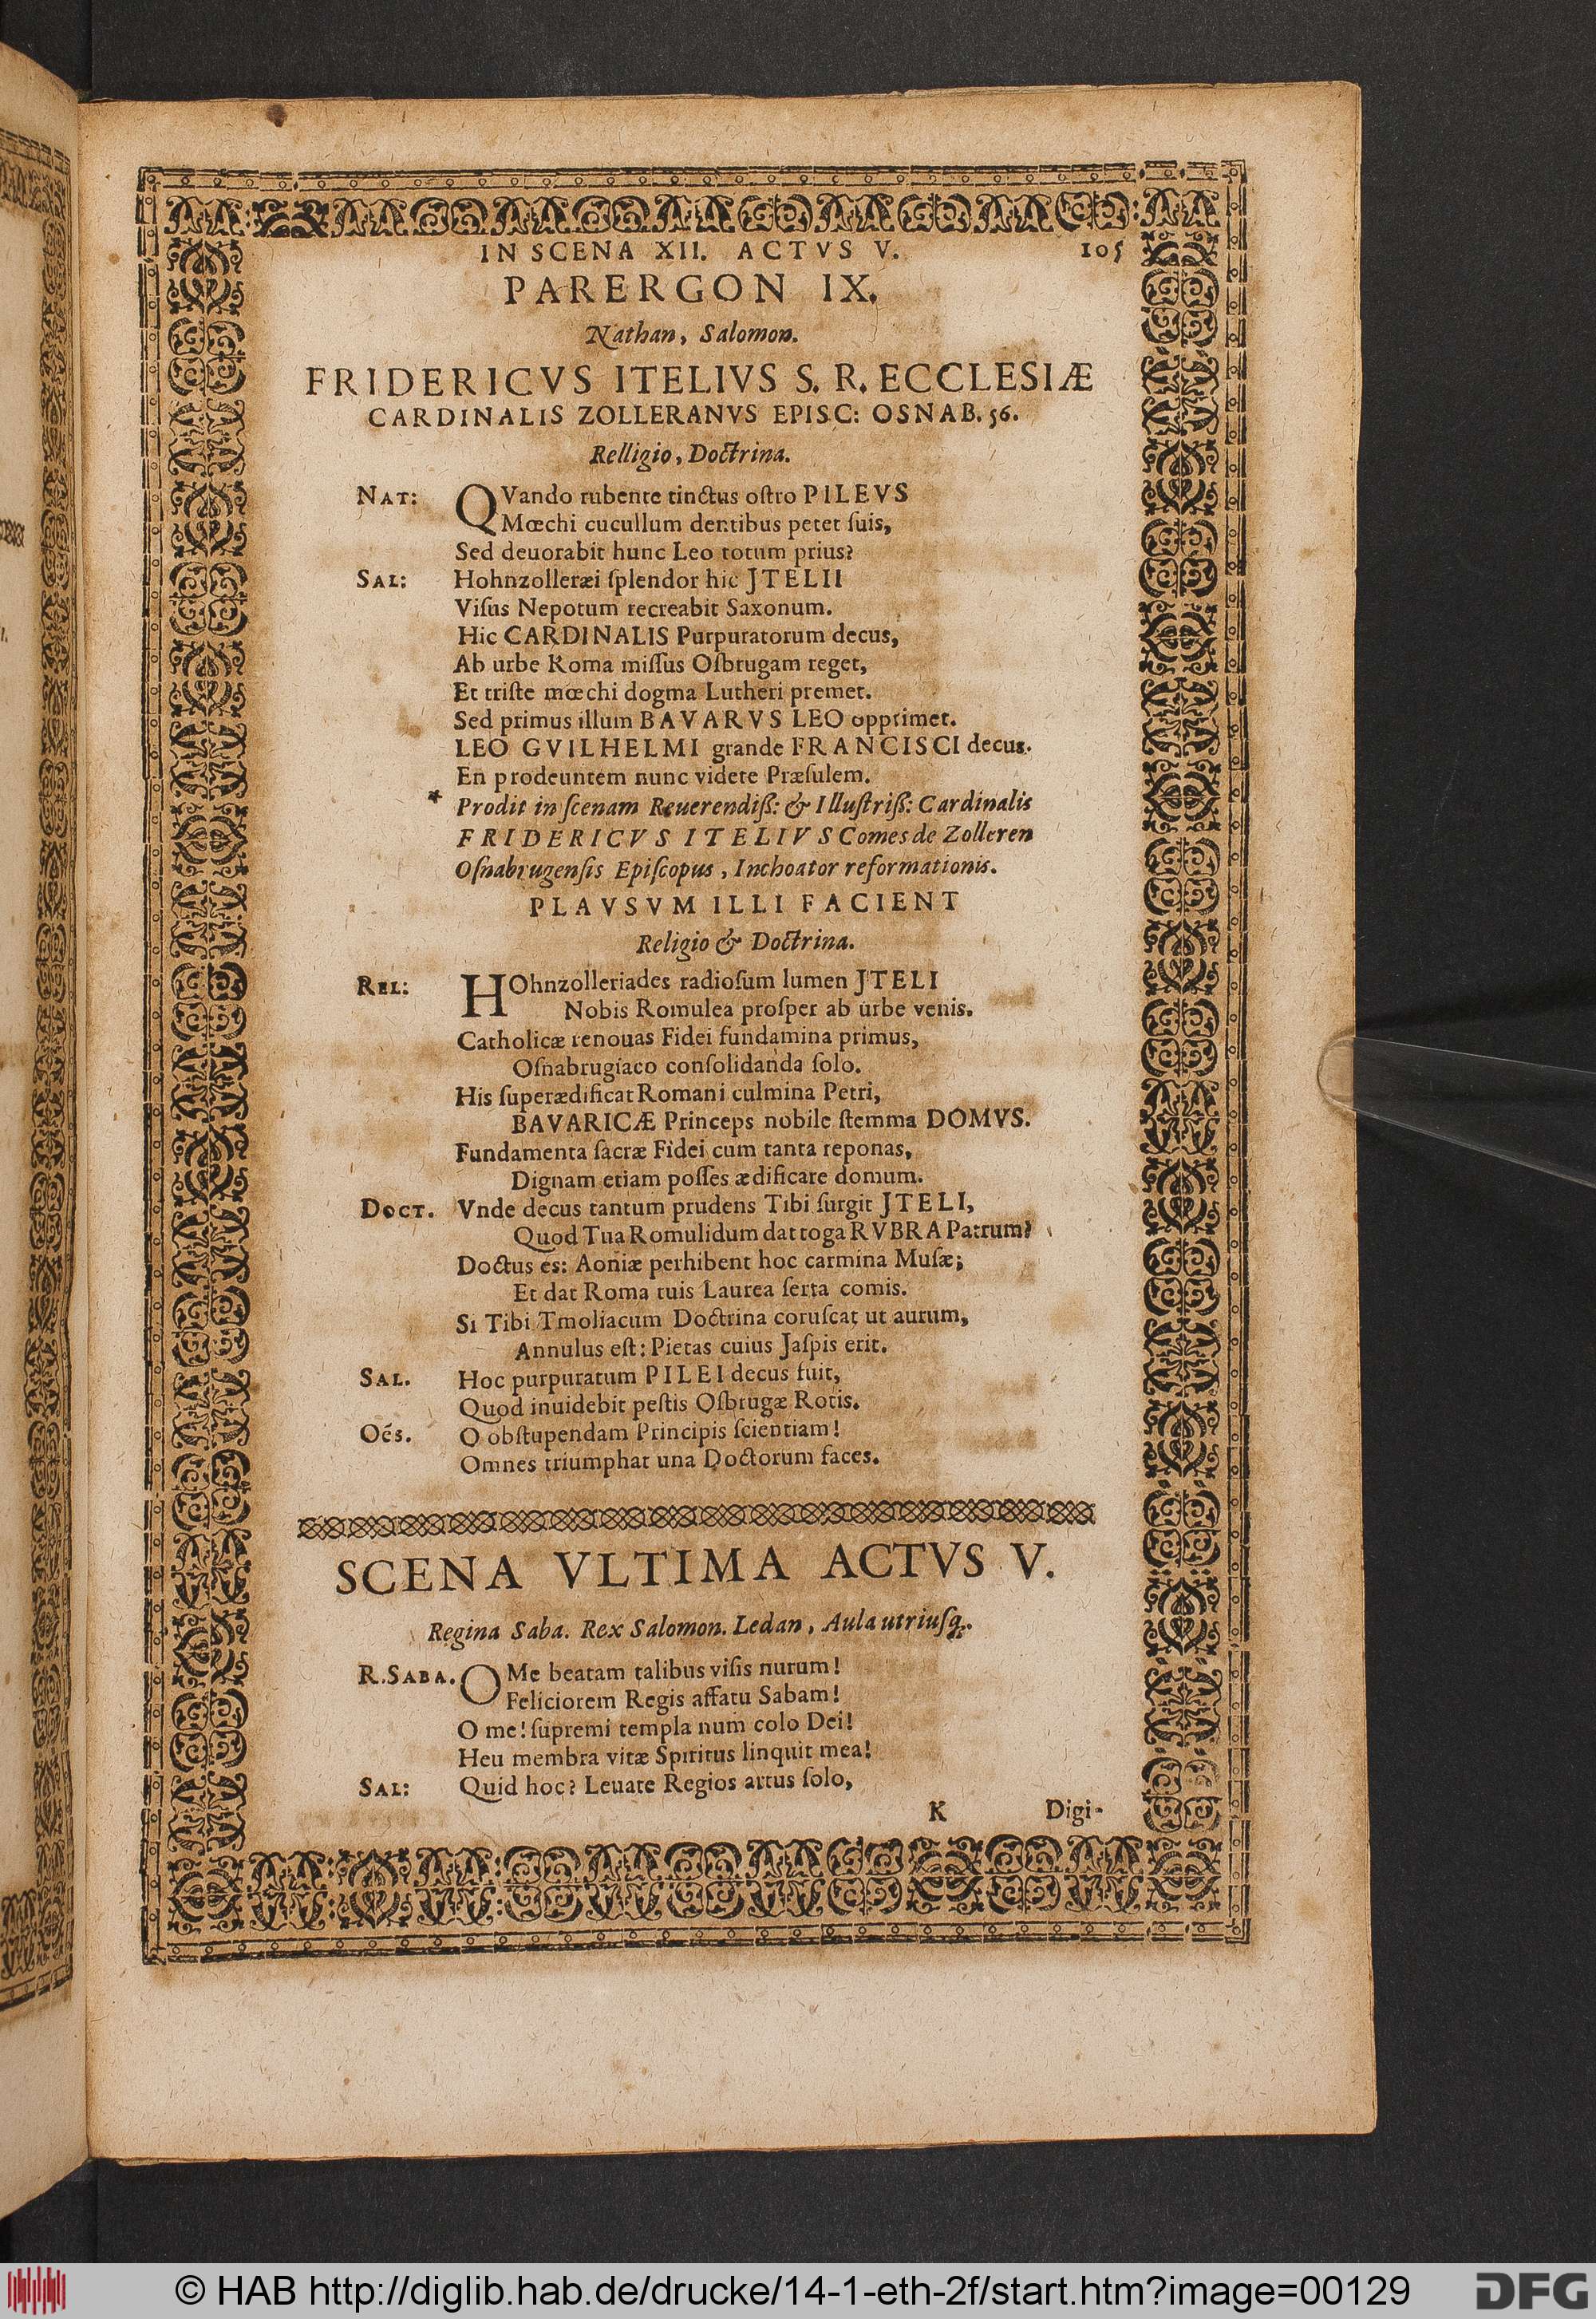 IN SCENA XII. ACTVS V. 105
PARERGON IX.
Nathan, Salomon.
FRIDERICVS ITELIVS S. R. ECCLESIÆ
CARDINALIS ZOLLERANVS EPISC: OSNAB. 56.
Relligio, Doctrina.
NAT: QVando rubente tinctus oſtro PILEVS
Mœchi cucullum dentibus petet ſuis,
Sed deuorabit hunc Leo totum prius?
SAL: Hohnzolleræi ſplendor hic JTELII
Viſus Nepotum recreabit Saxonum.
Hic CARDINALIS Purpuratorum decus,
Ab urbe Roma miſſus Oſbrugam reget,
Et triſte mœchi dogma Lutheri premet.
Sed primus illum BAVARVS LEO opprimet.
LEO GVILHELMI grande FRANCISCI decus.
En prodeuntem nunc videte Præſulem.
* Prodit in ſcenam Reuerendiß: & Illuſtriß: Cardinalis
FRIDERICVS ITELIVS Comes de Zolleren
Oſnabrugenſis Epiſcopus, Inchoator reformationis.
PLAVSVM ILLI FACIENT
Religio & Doctrina.
REL: HOhnzolleriades radioſum lumen JTELI
Nobis Romulea proſper ab urbe venis.
Catholicæ renouas Fidei fundamina primus,
Oſnabrugiaco conſolidanda ſolo.
His ſuperædificat Romani culmina Petri,
BAVARICÆ Princeps nobile ſtemma DOMVS.
Fundamenta ſacræ Fidei cum tanta reponas,
Dignam etiam poſſes ædificare domum.
DOCT. Vnde decus tantum prudens Tibi ſurgit JTELI,
Quod Tua Romulidum dat toga RVBRA Patrum?
Doctus es: Aoniæ perhibent hoc carmina Muſæ;
Et dat Roma tuis Laurea ſerta comis.
Si Tibi Tmoliacum Doctrina coruſcat ut aurum,
Annulus eſt: Pietas cuius Jaſpis erit.
SAL. Hoc purpuratum PILEI decus fuit,
Quod inuidebit peſtis Oſbrugæ Rotis.
Oēs. O obſtupendam Principis ſcientiam!
Omnes triumphat una Doctorum faces.
SCENA VLTIMA ACTVS V.
Regina Saba. Rex Salomon. Ledan, Aula utriuſq.
R.SABA. O Me beatam talibus viſis nurum!
Feliciorem Regis affatu Sabam!
O me! ſupremi templa num colo Dei!
Heu membra vitæ Spiritus linquit mea!
SAL: Quid hoc? Leuate Regios artus ſolo,
K Digi-
© HAB http://diglib.hab.de/drucke/14-1-eth-2f/start.htm?image=00129
DFG